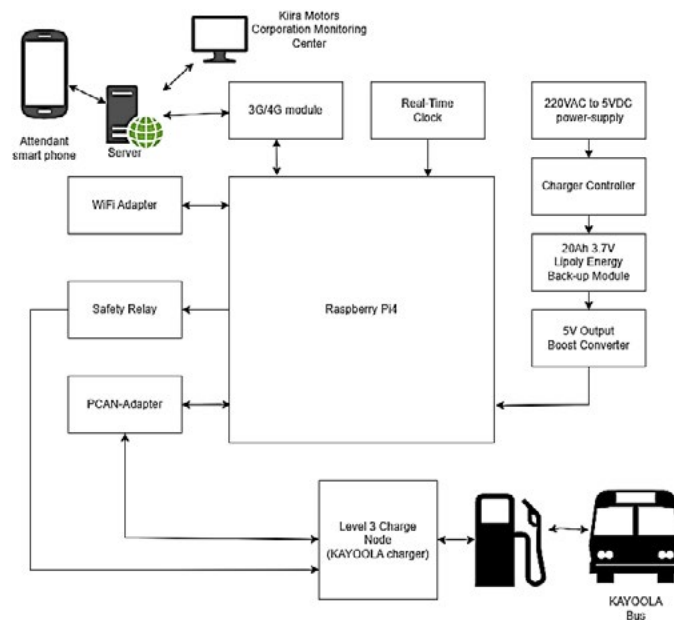 Kiira Motors
Corporation Monitoring
Center
Attendant
smart phone
Server
3G/4G module
Real-Time
Clock
220VAC to 5VDC
power-supply
WiFi Adapter
Charger Controller
20Ah 3.7V
Lipoly Energy
Back-up Module
Safety Relay
Raspberry Pi4
5V Output
Boost Converter
PCAN-Adapter
Level 3 Charge
Node
(KAYOOLA charger)
KAYOOLA
Bus